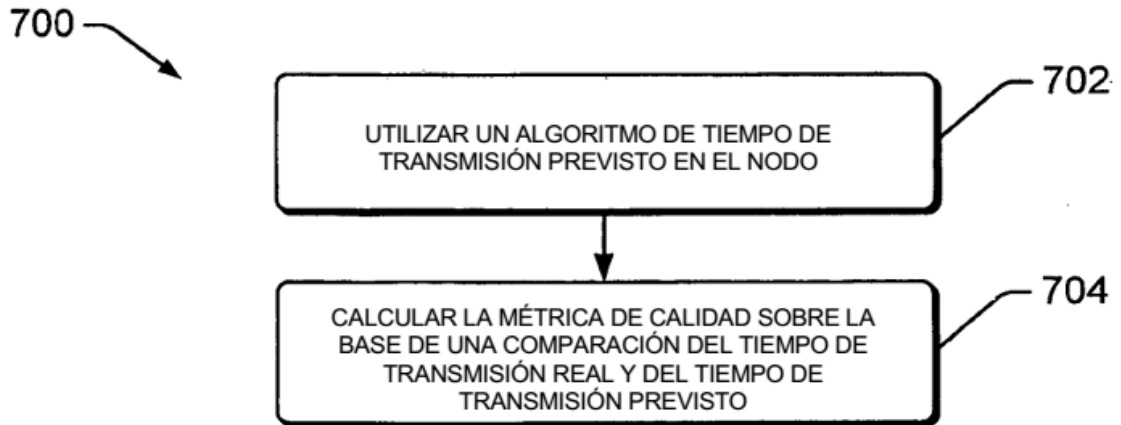 700
702
UTILIZAR UN ALGORITMO DE TIEMPO DE
TRANSMISIÓN PREVISTO EN EL NODO
704
CALCULAR LA MÉTRICA DE CALIDAD SOBRE LA
BASE DE UNA COMPARACIÓN DEL TIEMPO DE
TRANSMISIÓN REAL Y DEL TIEMPO DE
TRANSMISIÓN PREVISTO